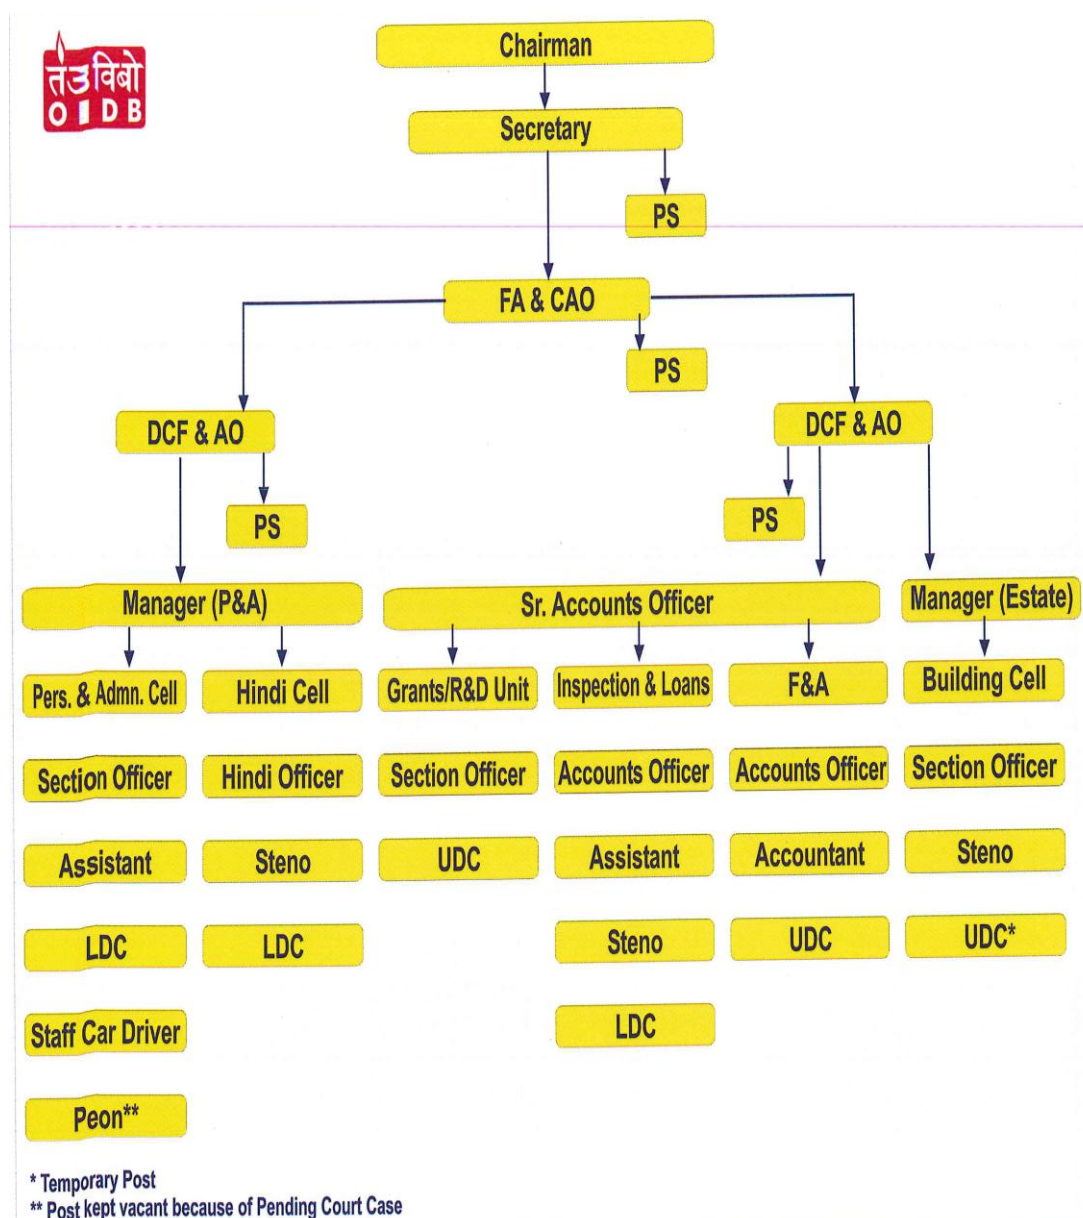 तेउविबो
OIDB
Chairman
Secretary
PS
FA & CAO
PS
DCF & AO
DCF & AO
PS
PS
Manager (P&A)
Sr. Accounts Officer
Manager (Estate)
Pers. & Admn. Cell
Hindi Cell
Grants/R&D Unit
Inspection & Loans
F&A
Building Cell
Section Officer
Hindi Officer
Section Officer
Accounts Officer
Accounts Officer
Section Officer
Assistant
Steno
UDC
Assistant
Accountant
Steno
LDC
LDC
Steno
UDC
UDC*
Staff Car Driver
LDC
Peon**
* Temporary Post
** Post kept vacant because of Pending Court Case